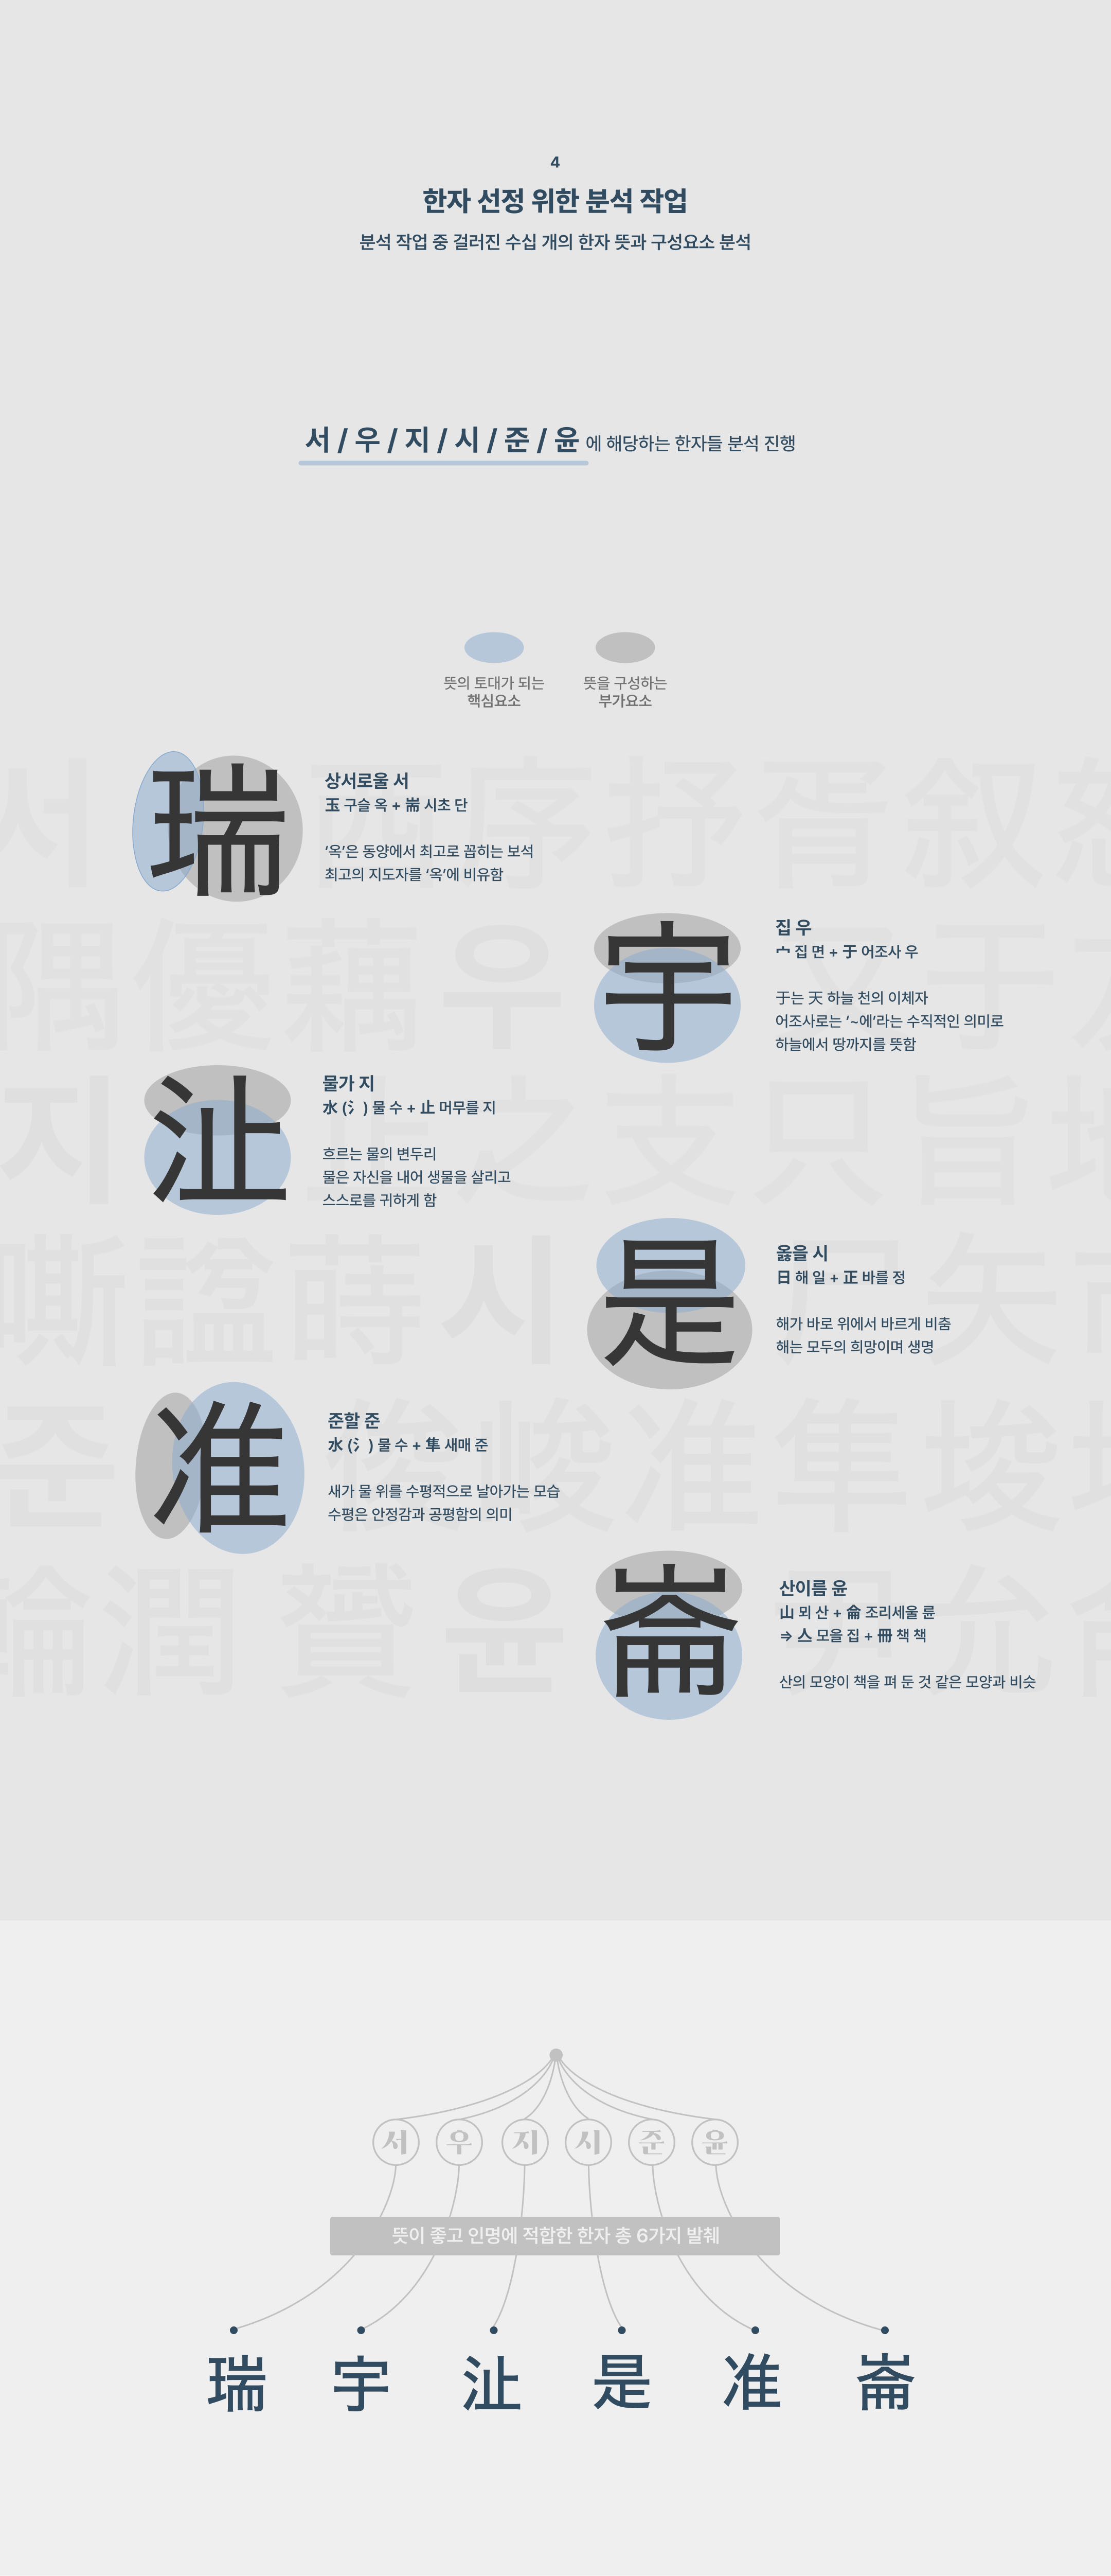 4
한자 선정 위한 분석 작업
분석 작업 중 걸러진 수십 개의 한자 뜻과 구성요소 분석
서 / 우 / 지 / 시 / 준 / 윤 에 해당하는 한자들 분석 진행
뜻의 토대가 되는
핵심요소
뜻을 구성하는
부가요소
서 西 序 抒 胥 叙
瑞
상서로울 서
玉 구슬 옥 + 耑 시초 단
‘옥’은 동양에서 최고로 꼽히는 보석
최고의 지도자를 ‘옥’에 비유함
隅 優 藕 우 又 于
宇
집 우
宀 집 면 + 于 어조사 우
于는 天 하늘 천의 이체자
어조사로는 ‘~에’라는 수직적인 의미로
하늘에서 땅까지를 뜻함
지 止 之 支 只 旨
沚
물가 지
水 (氵) 물 수 + 止 머무를 지
흐르는 물의 변두리
물은 자신을 내어 생물을 살리고
스스로를 귀하게 함
嘶 諡 蒔 시 尸 矢 市
是
옳을 시
日 해 일 + 正 바를 정
해가 바로 위에서 바르게 비춤
해는 모두의 희망이며 생명
준 俊 峻 准 隼 埈
准
준할 준
水 (氵) 물 수 + 隼 새매 준
새가 물 위를 수평적으로 날아가는 모습
수평은 안정감과 공평함의 의미
潤 贇 윤 尹 允
崙
산이름 윤
山 뫼 산 + 侖 조리세울 륜
⇒ 亼 모을 집 + 冊 책 책
산의 모양이 책을 펴 둔 것 같은 모양과 비슷
서 우 지 시 준 윤
뜻이 좋고 인명에 적합한 한자 총 6가지 발췌
瑞 宇 沚 是 准 崙